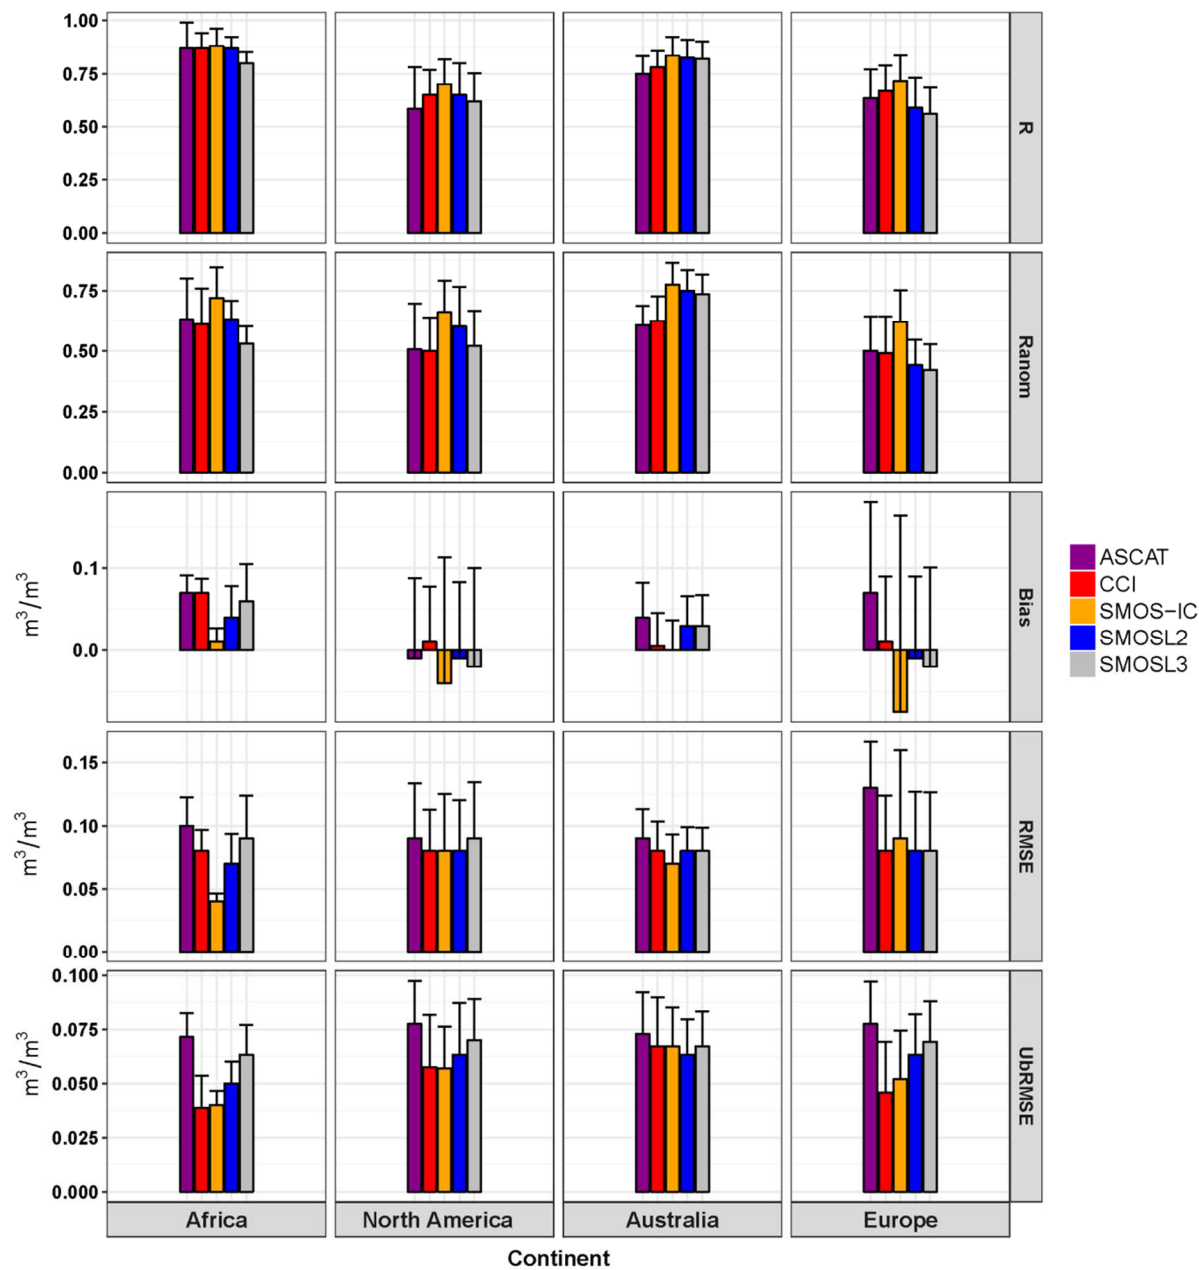 1.00
0.75
0.50
0.25
0.00
R
0.75
0.50
0.25
0.00
Ranom
m³/m³
0.1
0.0
Bias
m³/m³
0.15
0.10
0.05
0.00
RMSE
m³/m³
0.100
0.075
0.050
0.025
0.000
UbRMSE
Africa
North America
Australia
Europe
Continent
ASCAT
CCI
SMOS-IC
SMOSL2
SMOSL3